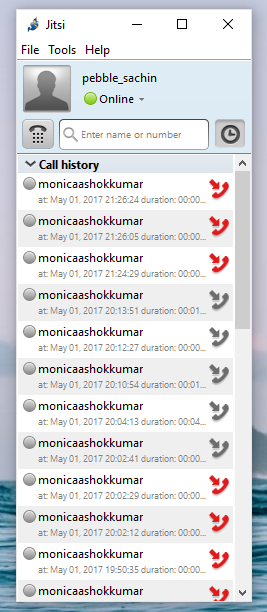 Jitsi
File Tools Help
pebble_sachin
Online
Enter name or number
Call history
monicaashokkumar
at: May 01, 2017 21:26:24 duration: 00:00...
monicaashokkumar
at: May 01, 2017 21:26:05 duration: 00:00...
monicaashokkumar
at: May 01, 2017 21:24:29 duration: 00:00...
monicaashokkumar
at: May 01, 2017 20:13:51 duration: 00:01...
monicaashokkumar
at: May 01, 2017 20:12:27 duration: 00:00...
monicaashokkumar
at: May 01, 2017 20:10:54 duration: 00:01...
monicaashokkumar
at: May 01, 2017 20:04:13 duration: 00:04...
monicaashokkumar
at: May 01, 2017 20:02:41 duration: 00:00...
monicaashokkumar
at: May 01, 2017 20:02:29 duration: 00:00...
monicaashokkumar
at: May 01, 2017 20:02:12 duration: 00:00...
monicaashokkumar
at: May 01, 2017 19:50:35 duration: 00:00...
monicaashokkumar